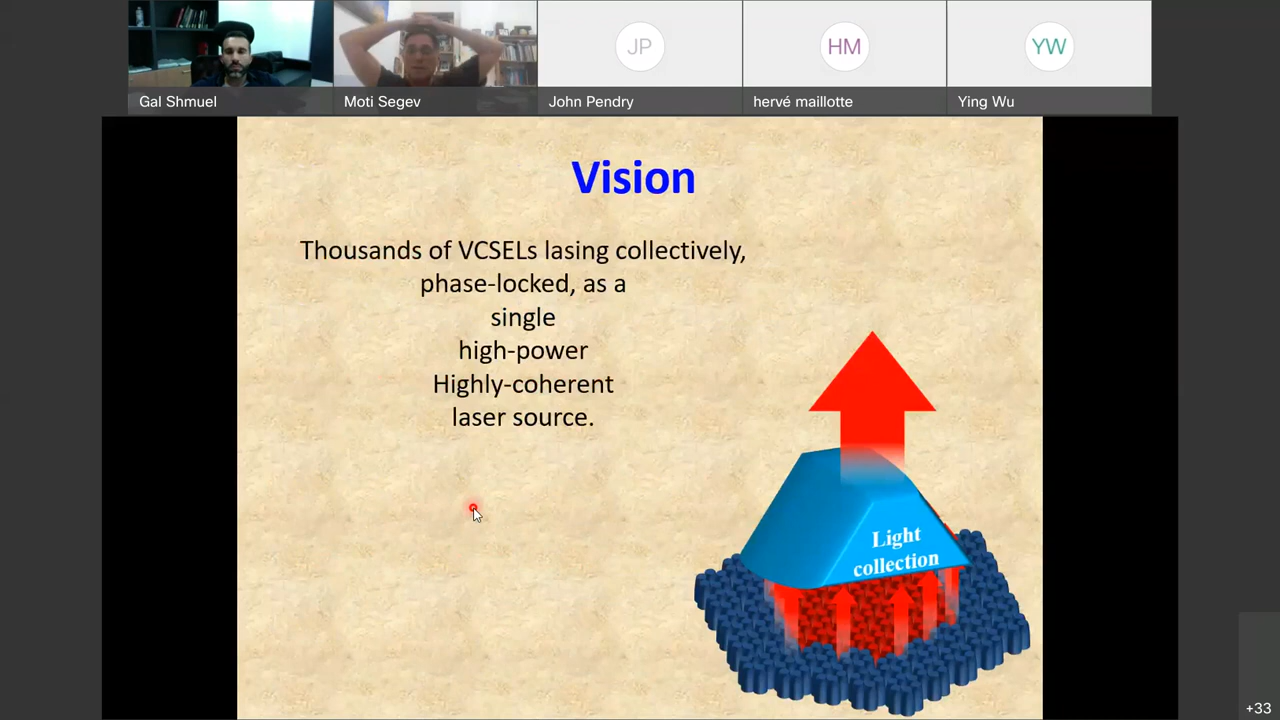 JP
HM
YW
Gal Shmuel
Moti Segev
John Pendry
hervé maillotte
Ying Wu
Vision
Thousands of VCSELs lasing collectively,
phase-locked, as a
single
high-power
Highly-coherent
laser source.
Light
collection
+33